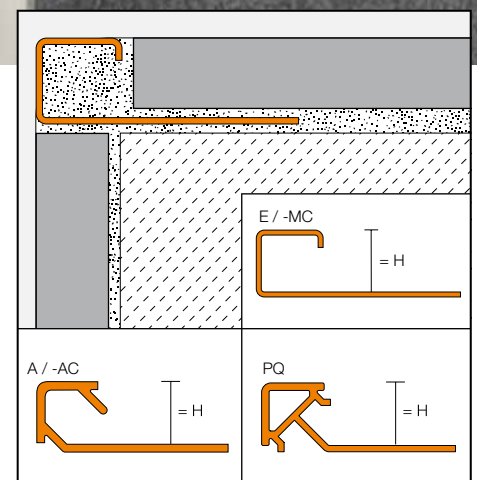 E / -MC
= H
A / -AC
= H
PQ
= H